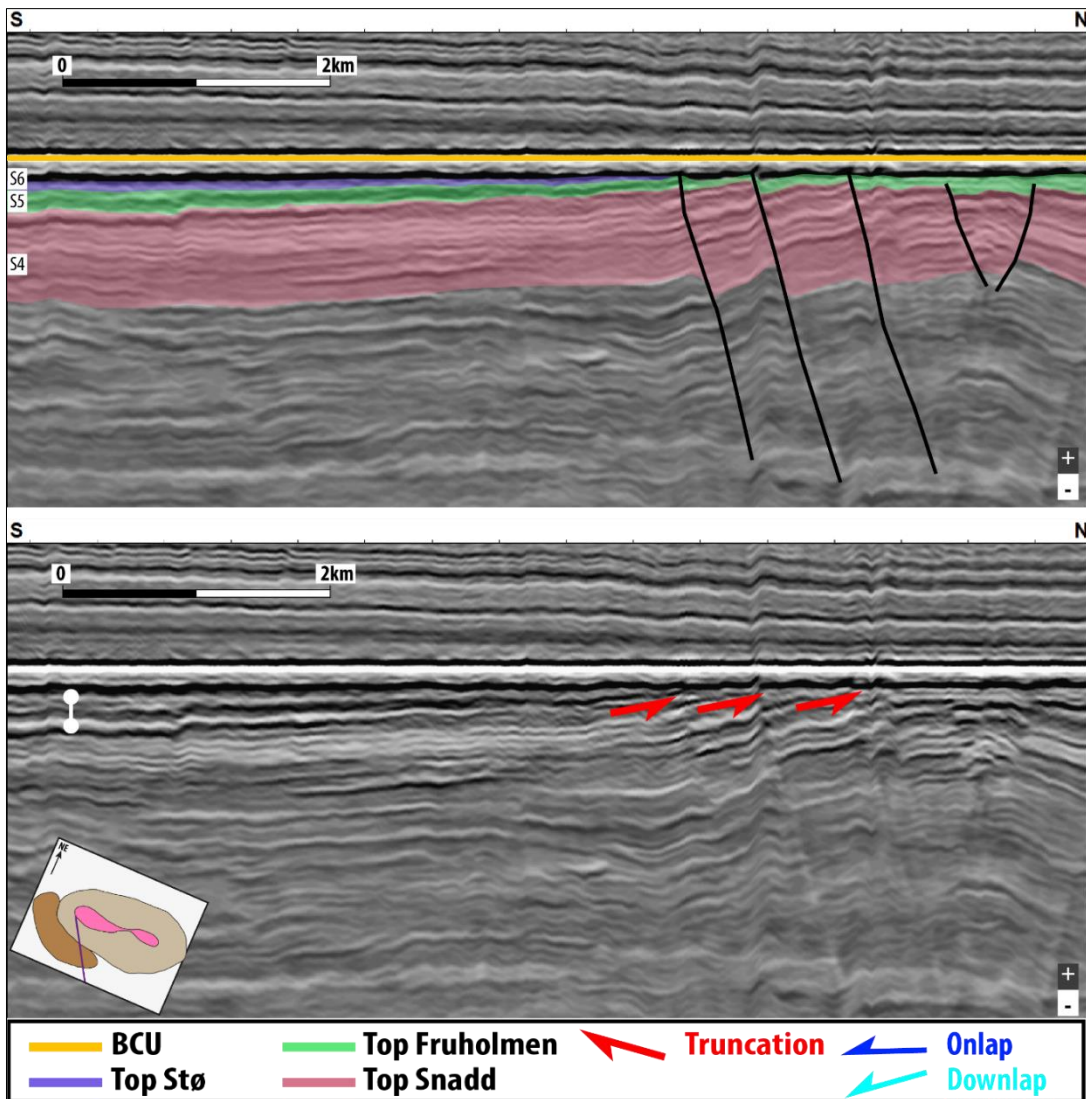 S N
0 2km
S6
S5
S4
+
-
S N
0 2km
NE
+
-
BCU Top Fruholmen Truncation Onlap
Top Stø Top Snadd Downlap